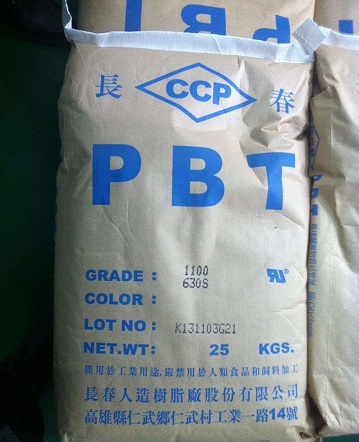 長 CCP 春
PBT
GRADE : 1100
630S
COLOR :
LOT NO : K131103G21
NET.WT: 25 KGS.
僅用於工業用途,嚴禁用於人類食品和飼料加工
長春人造樹脂廠股份有限公司
高雄縣仁武鄉仁武村工業一路14號